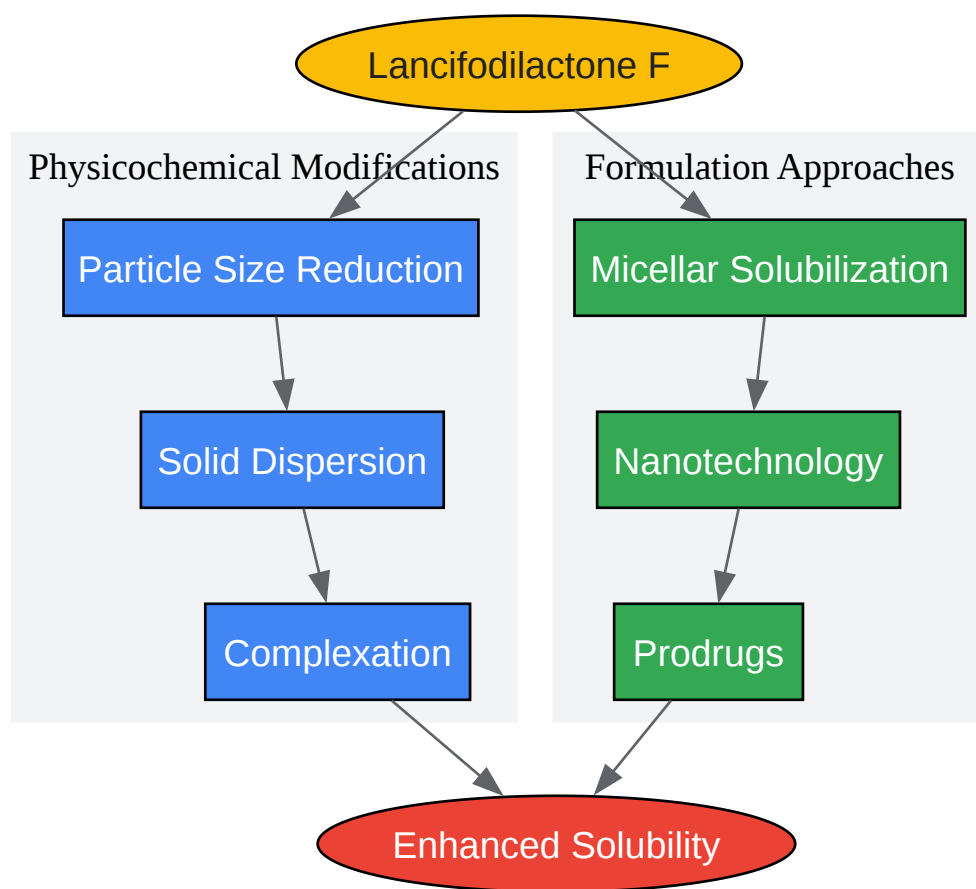 Lancifodilactone F
Physicochemical Modifications
Formulation Approaches
Particle Size Reduction
Micellar Solubilization
Solid Dispersion
Nanotechnology
Complexation
Prodrugs
Enhanced Solubility